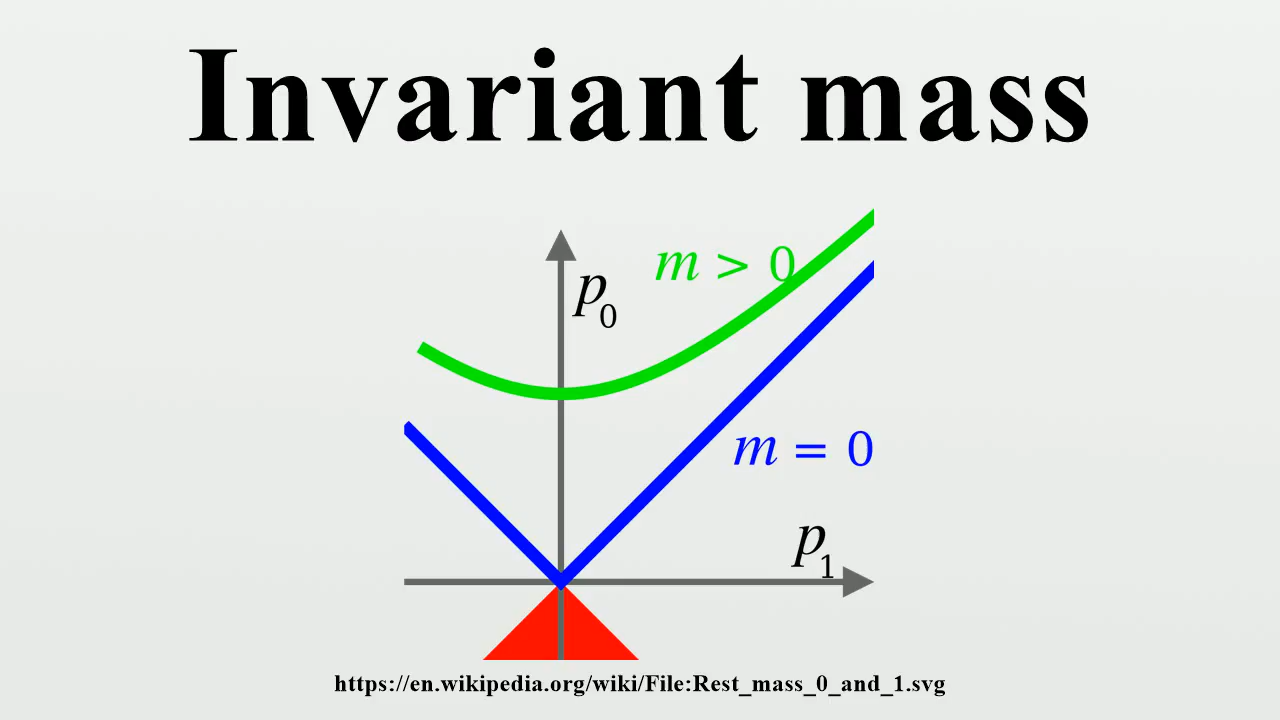 Invariant mass
m > 0
p0
m = 0
p1
https://en.wikipedia.org/wiki/File:Rest_mass_0_and_1.svg